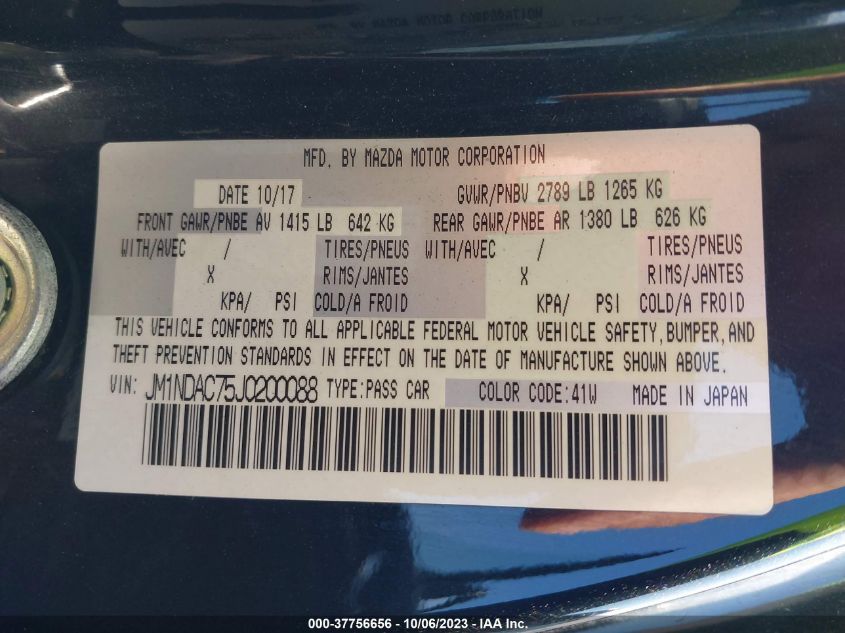 MFD. BY MAZDA MOTOR CORPORATION
DATE 10/17 GVWR/PNBV 2789 LB 1265 KG
FRONT GAWR/PNBE AV 1415 LB 642 KG REAR GAWR/PNBE AR 1380 LB 626 KG
WITH/AVEC / TIRES/PNEUS WITH/AVEC / TIRES/PNEUS
X RIMS/JANTES X RIMS/JANTES
KPA/ PSI COLD/A FROID KPA/ PSI COLD/A FROID
THIS VEHICLE CONFORMS TO ALL APPLICABLE FEDERAL MOTOR VEHICLE SAFETY, BUMPER, AND
THEFT PREVENTION STANDARDS IN EFFECT ON THE DATE OF MANUFACTURE SHOWN ABOVE.
VIN: JM1NDAC75J0200088 TYPE:PASS CAR COLOR CODE:41W MADE IN JAPAN
000-37756656 - 10/06/2023 - IAA Inc.